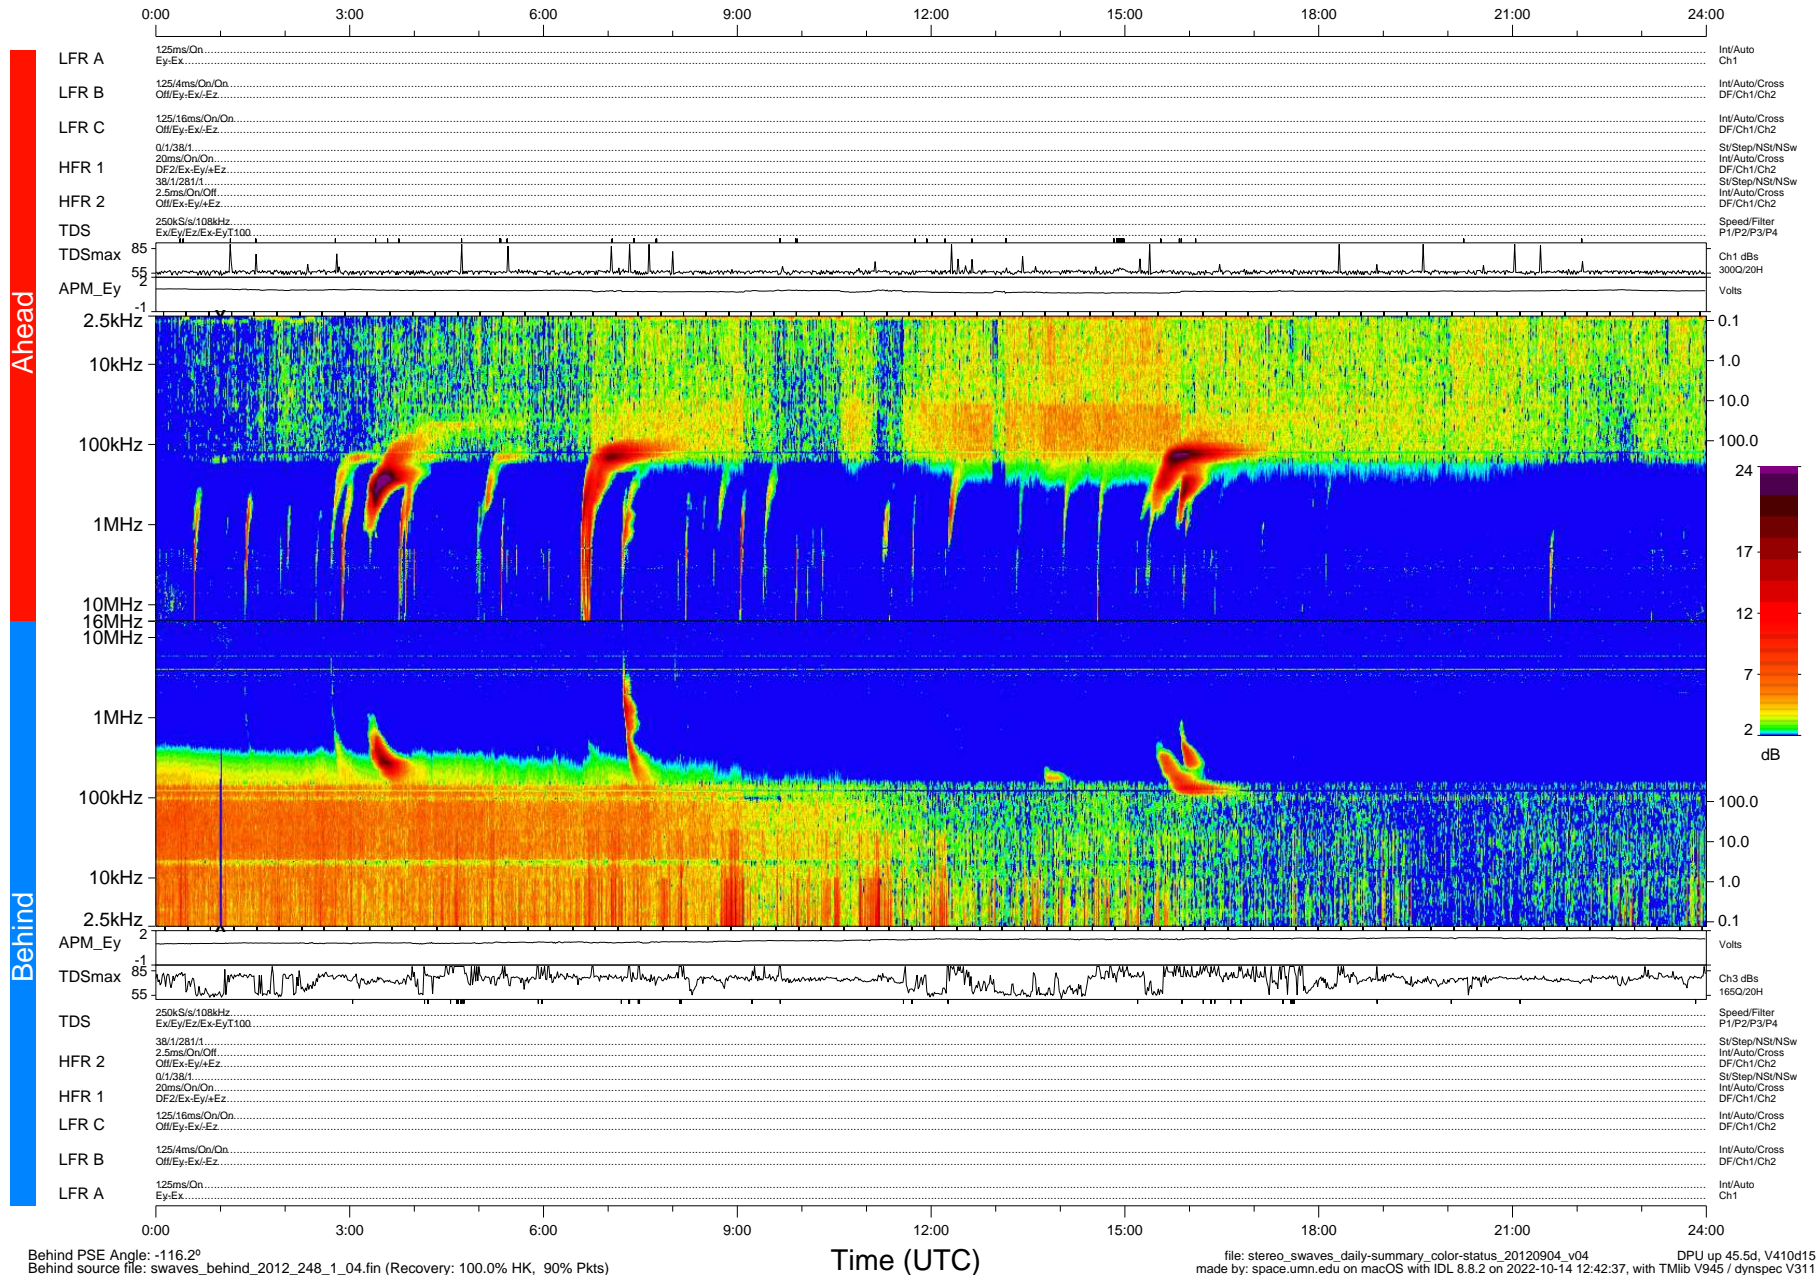 0:00 3:00 6:00 9:00 12:00 15:00 18:00 21:00 24:00
Ahead
LFR A 125ms/On Int/Auto
Ey-Ex Ch1
LFR B 125/4ms/On/On Int/Auto/Cross
Off/Ey-Ex/-Ez DF/Ch1/Ch2
LFR C 125/16ms/On/On Int/Auto/Cross
Off/Ey-Ex/-Ez DF/Ch1/Ch2
0/1/38/1 St/Step/NSt/NSw
HFR 1 20ms/On/On Int/Auto/Cross
DF2/Ex-Ey/+Ez DF/Ch1/Ch2
38/1/281/1 St/Step/NSt/NSw
HFR 2 2.5ms/On/Off Int/Auto/Cross
Off/Ex-Ey/+Ez DF/Ch1/Ch2
TDS 250kS/s/108kHz Speed/Filter
Ex/Ey/Ez/Ex-EyT100 P1/P2/P3/P4
TDSmax 85 Ch1 dBs
55 300Q/20H
APM_Ey 2 Volts
-1
2.5kHz 0.1
10kHz 1.0
10.0
100kHz 100.0
1MHz
10MHz
16MHz
10MHz
1MHz
100kHz 100.0
10.0
10kHz 1.0
2.5kHz 0.1
24
17
12
7
2
dB
Behind
APM_Ey 2 Volts
-1
TDSmax 85 Ch3 dBs
55 165Q/20H
TDS 250kS/s/108kHz Speed/Filter
Ex/Ey/Ez/Ex-EyT100 P1/P2/P3/P4
38/1/281/1 St/Step/NSt/NSw
HFR 2 2.5ms/On/Off Int/Auto/Cross
Off/Ex-Ey/+Ez DF/Ch1/Ch2
0/1/38/1 St/Step/NSt/NSw
HFR 1 20ms/On/On Int/Auto/Cross
DF2/Ex-Ey/+Ez DF/Ch1/Ch2
LFR C 125/16ms/On/On Int/Auto/Cross
Off/Ey-Ex/-Ez DF/Ch1/Ch2
LFR B 125/4ms/On/On Int/Auto/Cross
Off/Ey-Ex/-Ez DF/Ch1/Ch2
LFR A 125ms/On Int/Auto
Ey-Ex Ch1
0:00 3:00 6:00 9:00 12:00 15:00 18:00 21:00 24:00
Time (UTC)
Behind PSE Angle: -116.2º
Behind source file: swaves_behind_2012_248_1_04.fin (Recovery: 100.0% HK, 90% Pkts)
file: stereo_swaves_daily-summary_color-status_20120904_v04 DPU up 45.5d, V410d15
made by: space.umn.edu on macOS with IDL 8.8.2 on 2022-10-14 12:42:37, with TMlib V945 / dynspec V311